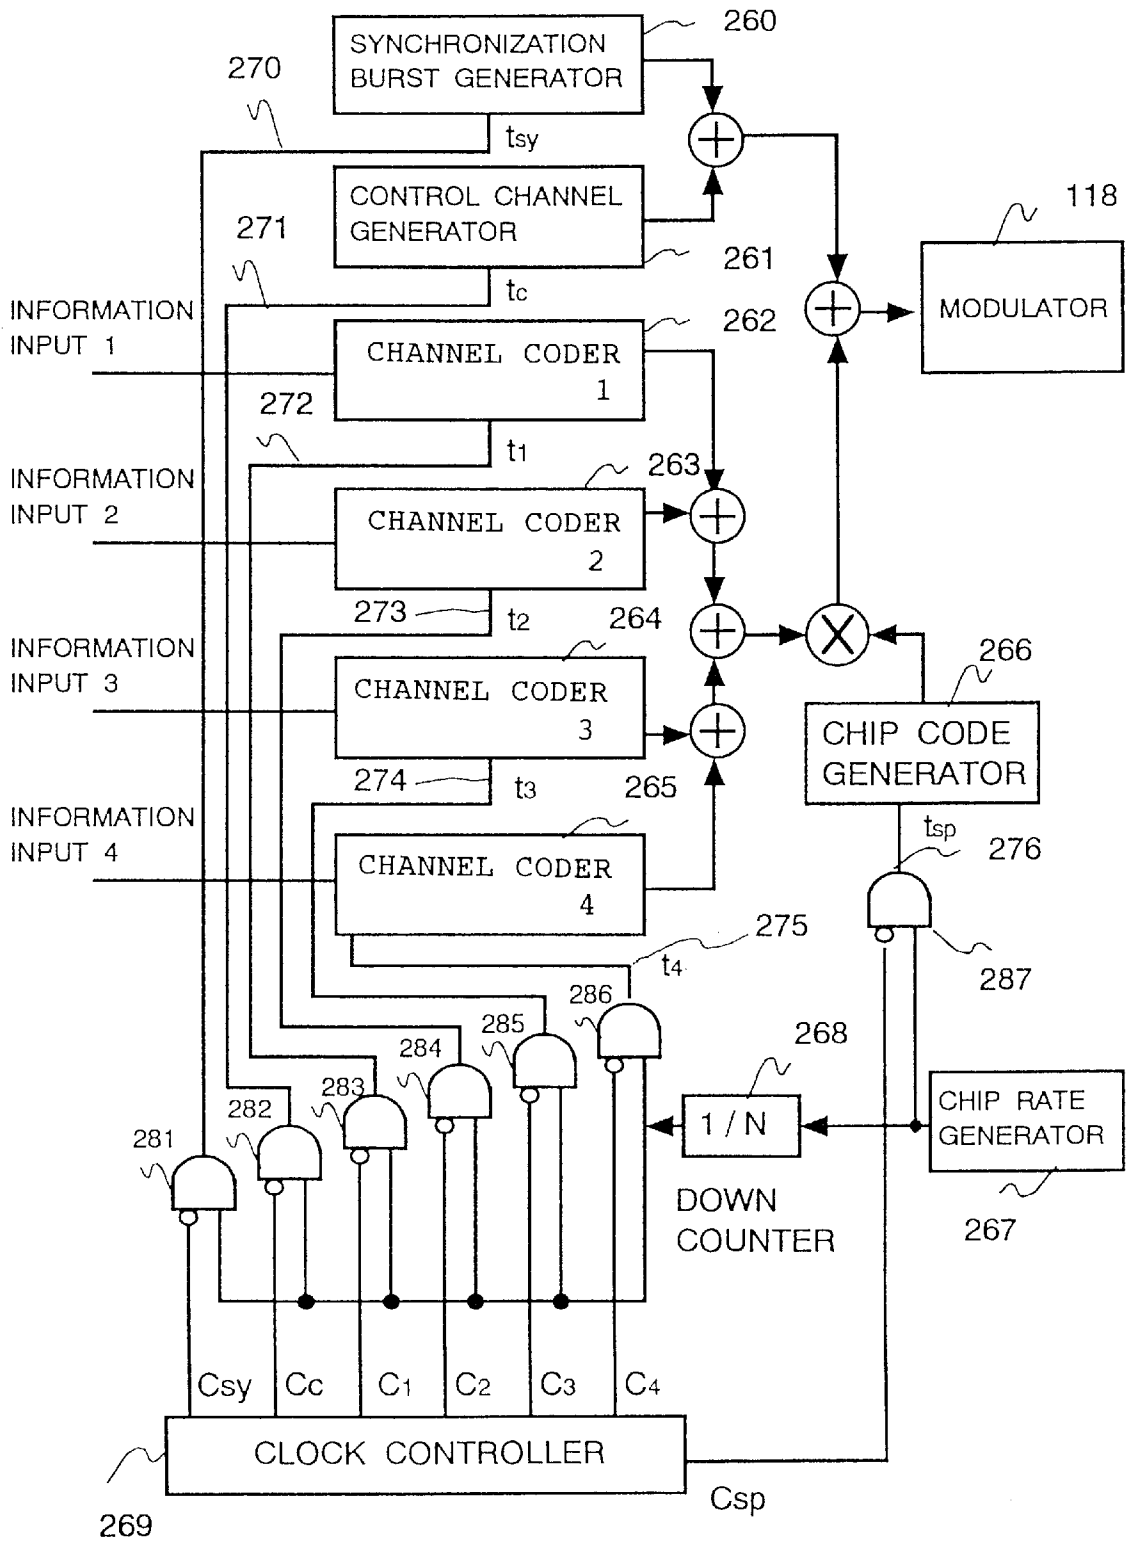 260
SYNCHRONIZATION
BURST GENERATOR
270
tsy
CONTROL CHANNEL
GENERATOR
118
271
261
tc
INFORMATION
INPUT 1
262
MODULATOR
CHANNEL CODER
1
272
t1
INFORMATION
INPUT 2
263
CHANNEL CODER
2
273
t2
264
INFORMATION
INPUT 3
266
CHANNEL CODER
3
CHIP CODE
GENERATOR
274
t3
265
INFORMATION
INPUT 4
tsp
276
CHANNEL CODER
4
275
t4
287
286
285
268
284
283
282
281
1/N
CHIP RATE
GENERATOR
DOWN
COUNTER
267
Csy
Cc
C1
C2
C3
C4
CLOCK CONTROLLER
Csp
269